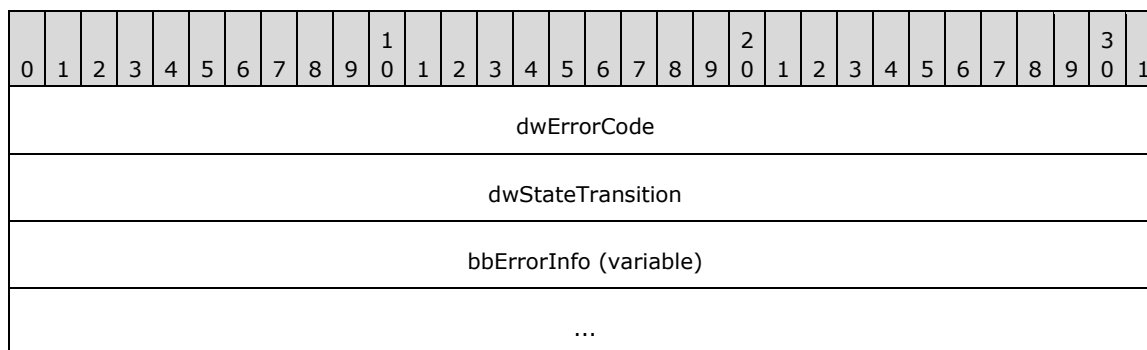 1 2 3
0 1 2 3 4 5 6 7 8 9 0 1 2 3 4 5 6 7 8 9 0 1 2 3 4 5 6 7 8 9 0 1
dwErrorCode
dwStateTransition
bbErrorInfo (variable)
...